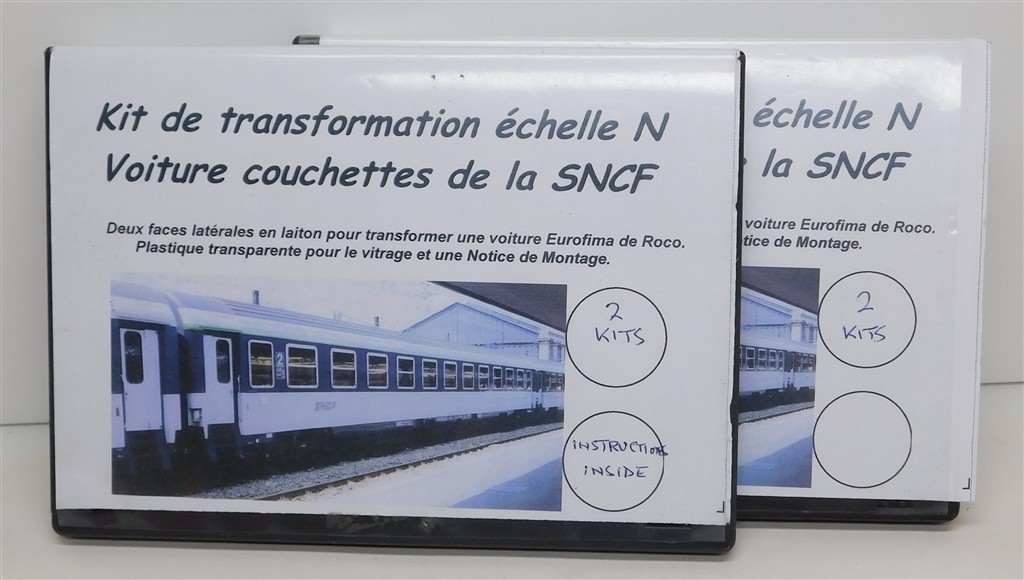 Kit de transformation échelle N
Voiture couchettes de la SNCF
Deux faces latérales en laiton pour transformer une voiture Eurofima de Roco.
Plastique transparente pour le vitrage et une Notice de Montage.
2
KITS
INSTRUCTIONS
INSIDE
échelle N
la SNCF
voiture Eurofima de Roco.
tice de Montage.
2
KITS